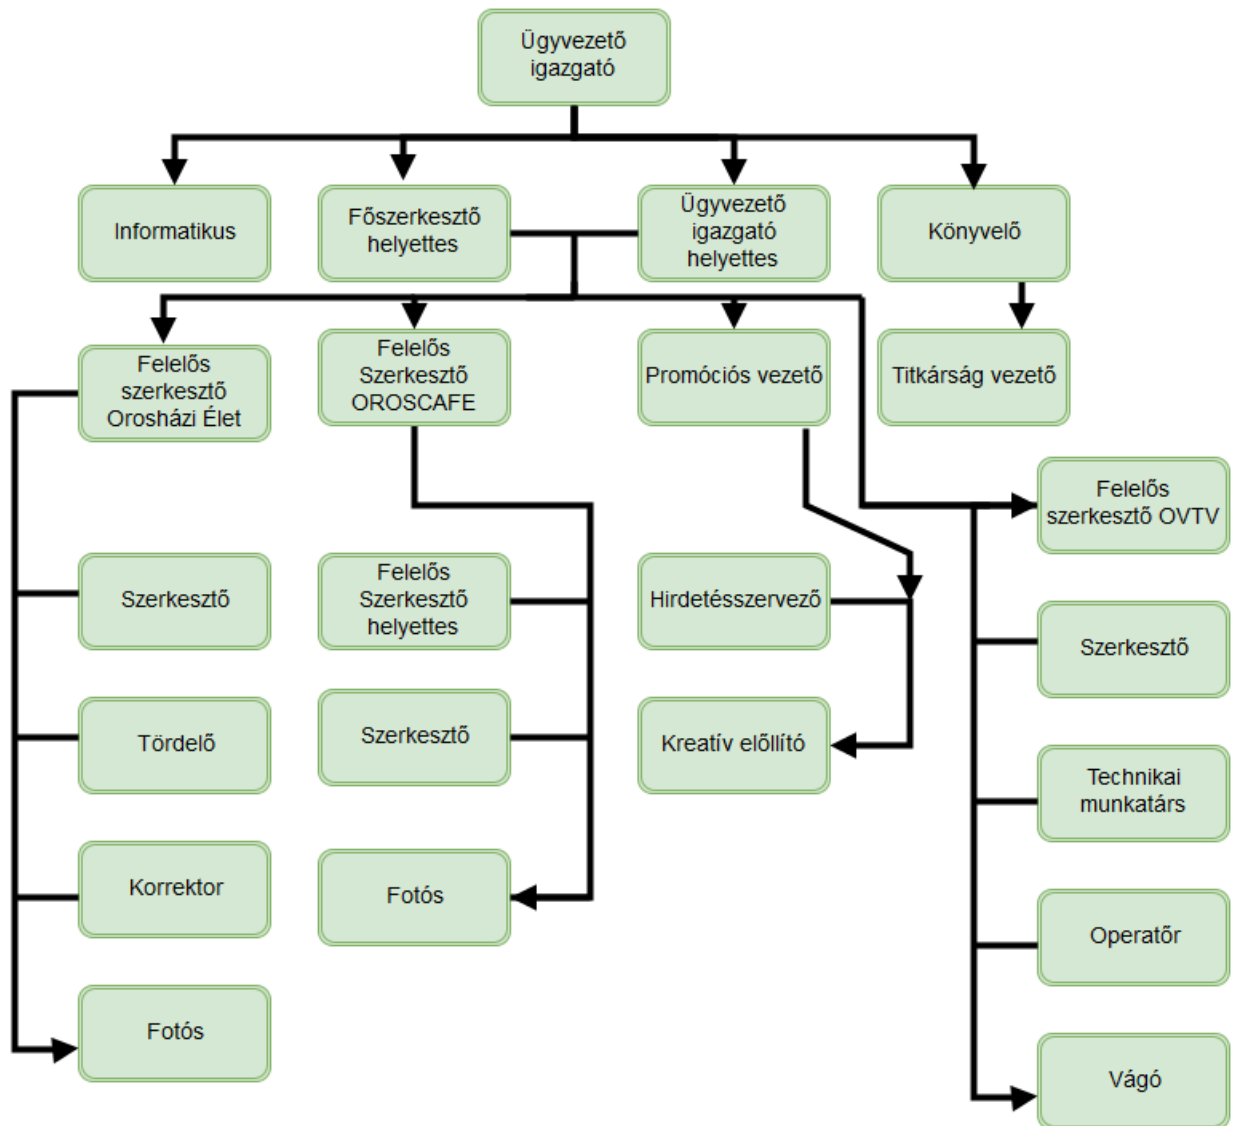 Ügyvezető
igazgató
Informatikus
Főszerkesztő
helyettes
Ügyvezető
igazgató
helyettes
Könyvelő
Felelős
szerkesztő
Orosházi Élet
Felelős
Szerkesztő
OROSCAFE
Promóciós vezető
Titkárság vezető
Felelős
szerkesztő OVTV
Szerkesztő
Felelős
Szerkesztő
helyettes
Hirdetésszervező
Szerkesztő
Tördelő
Szerkesztő
Kreatív előllító
Technikai
munkatárs
Korrektor
Fotós
Operatőr
Fotós
Vágó